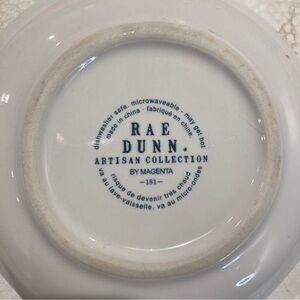 dishwasher safe. microwaveable - may get hot
made in china · fabriqué en chine
RAE
DUNN.
ARTISAN COLLECTION
BY MAGENTA
-181-
risque de devenir très chaud
va au lave-vaisselle. va au micro-ondes